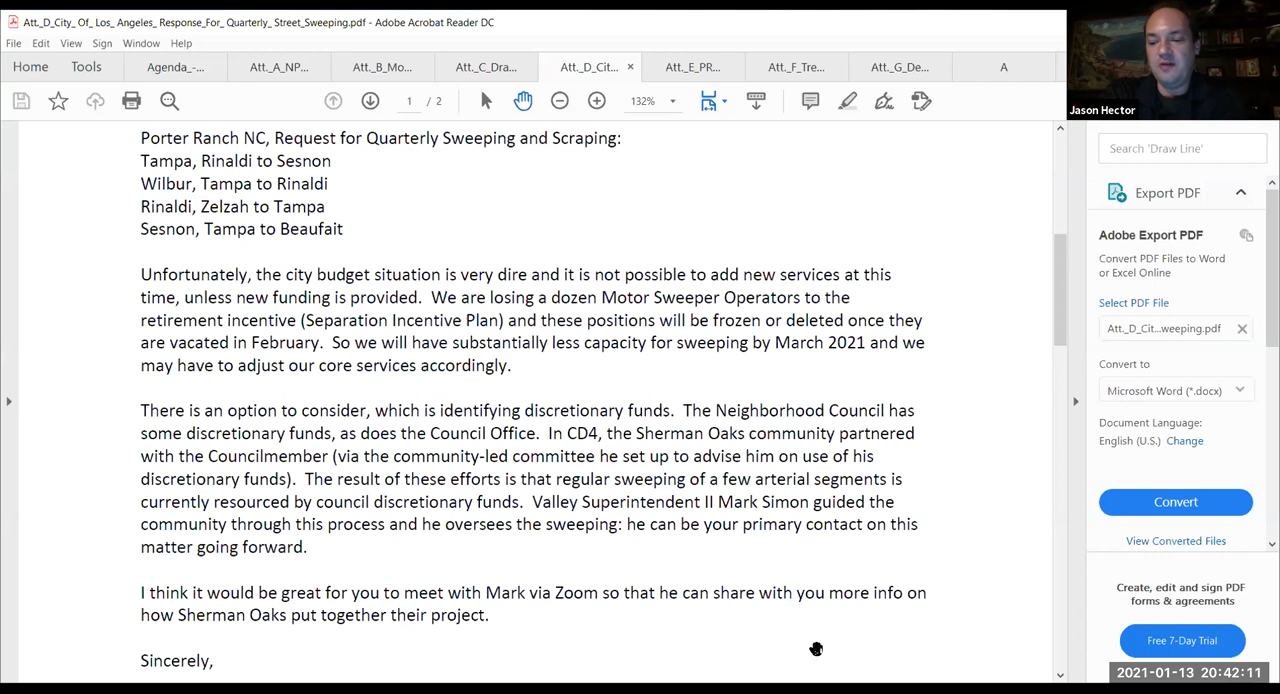 Att._D_City_ Of_ Los_ Angeles_ Response_For_ Quarterly_ Street_Sweeping.pdf - Adobe Acrobat Reader DC
File Edit View Sign Window Help
Home Tools Agenda_-... Att._A_NP... Att._B_Mo... Att._C_Dra... Att._D_Cit... × Att._E_PR... Att._F_Tre... Att._G_De... A
1 / 2 132%
Jason Hector
Porter Ranch NC, Request for Quarterly Sweeping and Scraping:
Tampa, Rinaldi to Sesnon
Wilbur, Tampa to Rinaldi
Rinaldi, Zelzah to Tampa
Sesnon, Tampa to Beaufait
Unfortunately, the city budget situation is very dire and it is not possible to add new services at this
time, unless new funding is provided.  We are losing a dozen Motor Sweeper Operators to the
retirement incentive (Separation Incentive Plan) and these positions will be frozen or deleted once they
are vacated in February.  So we will have substantially less capacity for sweeping by March 2021 and we
may have to adjust our core services accordingly.
There is an option to consider, which is identifying discretionary funds.  The Neighborhood Council has
some discretionary funds, as does the Council Office.  In CD4, the Sherman Oaks community partnered
with the Councilmember (via the community-led committee he set up to advise him on use of his
discretionary funds).  The result of these efforts is that regular sweeping of a few arterial segments is
currently resourced by council discretionary funds.  Valley Superintendent II Mark Simon guided the
community through this process and he oversees the sweeping: he can be your primary contact on this
matter going forward.
I think it would be great for you to meet with Mark via Zoom so that he can share with you more info on
how Sherman Oaks put together their project.
Sincerely,
Search 'Draw Line'
Export PDF
Adobe Export PDF
Convert PDF Files to Word
or Excel Online
Select PDF File
Att._D_Cit...weeping.pdf ×
Convert to
Microsoft Word (*.docx)
Document Language:
English (U.S.) Change
Convert
View Converted Files
Create, edit and sign PDF
forms & agreements
Free 7-Day Trial
2021-01-13 20:42:11